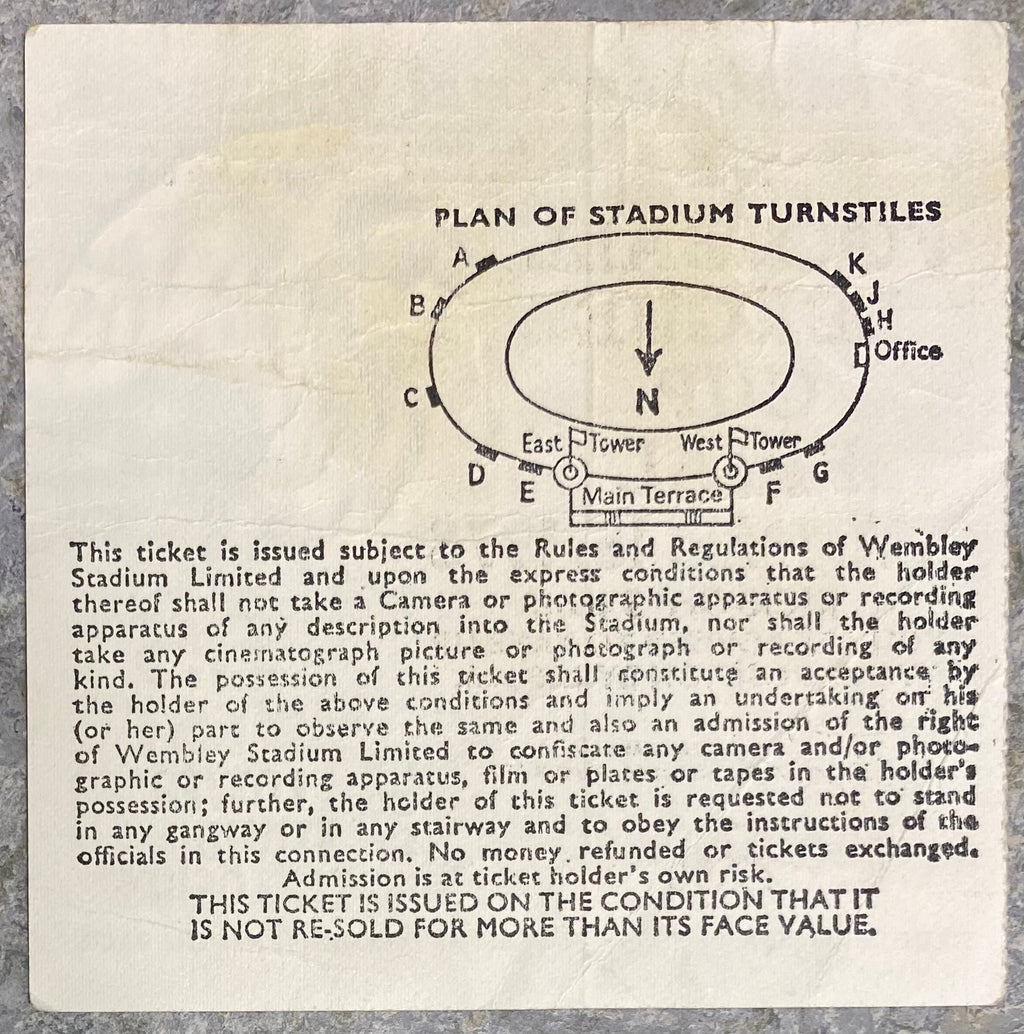 PLAN OF STADIUM TURNSTILES
A
K
B
J
H
Office
C
N
East Tower West Tower
D
E
Main Terrace
F
G
This ticket is issued subject to the Rules and Regulations of Wembley
Stadium Limited and upon the express conditions that the holder
thereof shall not take a Camera or photographic apparatus or recording
apparatus of any description into the Stadium, nor shall the holder
take any cinematograph picture or photograph or recording of any
kind. The possession of this ticket shall constitute an acceptance by
the holder of the above conditions and imply an undertaking on his
(or her) part to observe the same and also an admission of the right
of Wembley Stadium Limited to confiscate any camera and/or photo-
graphic or recording apparatus, film or plates or tapes in the holder's
possession; further, the holder of this ticket is requested not to stand
in any gangway or in any stairway and to obey the instructions of the
officials in this connection. No money refunded or tickets exchanged.
Admission is at ticket holder's own risk.
THIS TICKET IS ISSUED ON THE CONDITION THAT IT
IS NOT RE-SOLD FOR MORE THAN ITS FACE VALUE.